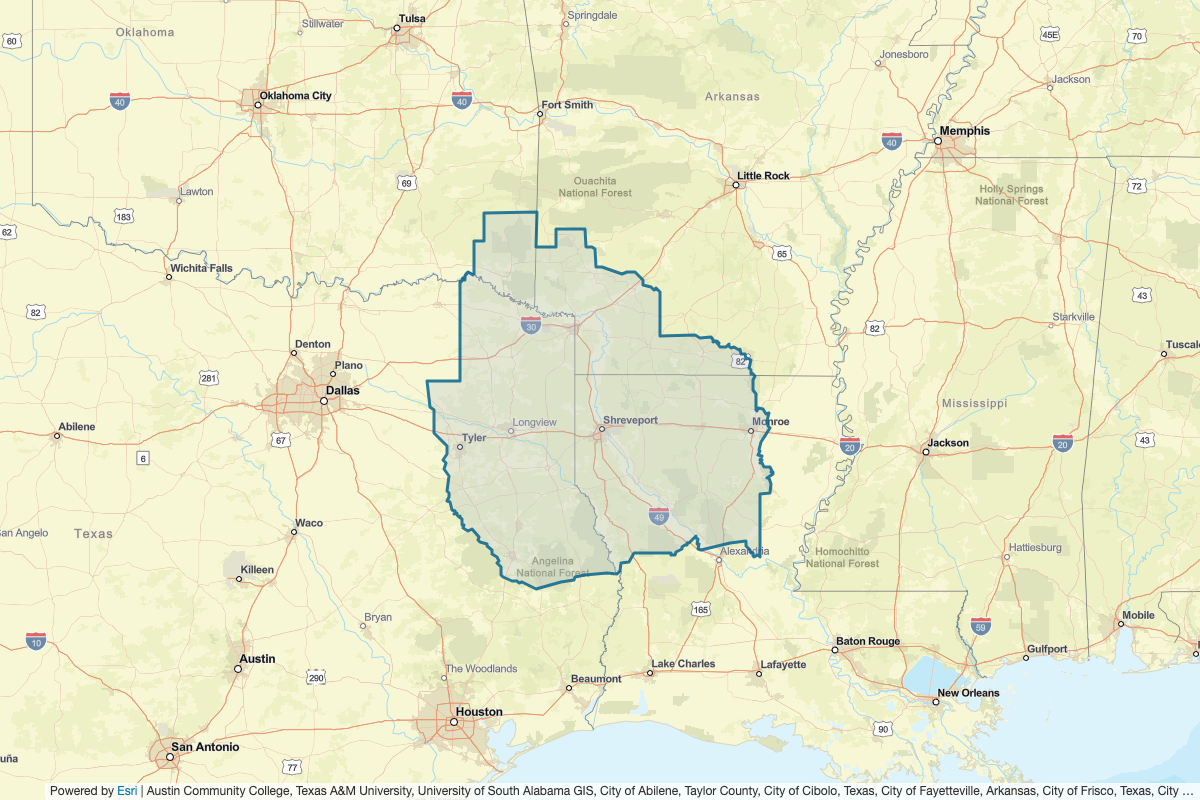 Stillwater
Tulsa
Springdale
45E
70
60
Oklahoma
Jonesboro
Jackson
Oklahoma City
40
40
Fort Smith
Arkansas
Memphis
40
Little Rock
69
Ouachita
National Forest
Holly Springs
National Forest
72
Lawton
183
62
65
Wichita Falls
43
82
30
Starkville
82
Denton
Plano
82
281
Dallas
Mississippi
Abilene
67
Longview
Shreveport
Monroe
Tyler
20
Jackson
20
43
6
49
Waco
Texas
Alexandria
Homochitto
National Forest
Hattiesburg
Killeen
Angelina
National Forest
165
Bryan
59
Mobile
10
Baton Rouge
Gulfport
Austin
290
The Woodlands
Lake Charles
Lafayette
Beaumont
New Orleans
Houston
90
San Antonio
77
Powered by Esri | Austin Community College, Texas A&M University, University of South Alabama GIS, City of Abilene, Taylor County, City of Cibolo, Texas, City of Fayetteville, Arkansas, City of Frisco, Texas, City ...